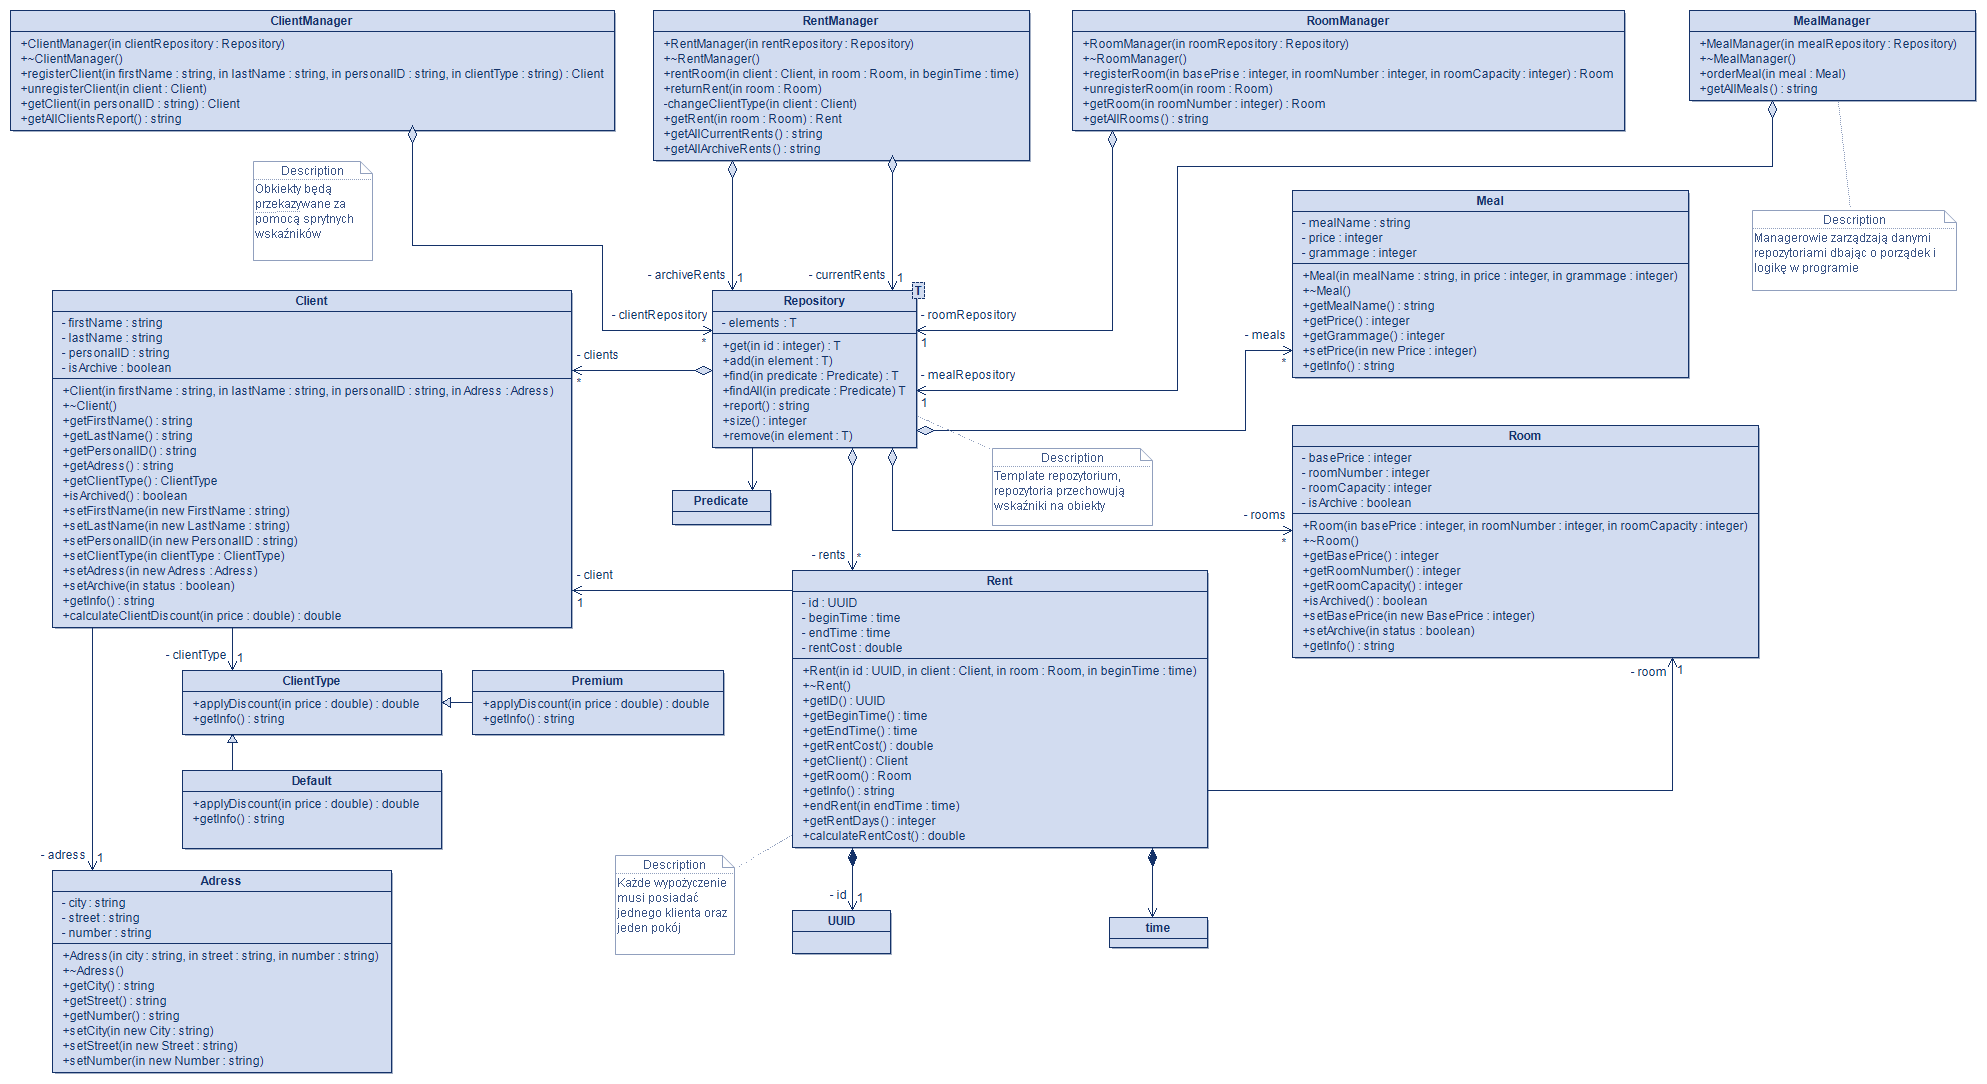 ClientManager
+ClientManager(in clientRepository : Repository)
+~ClientManager()
+registerClient(in firstName : string, in lastName : string, in personalID : string, in clientType : string) : Client
+unregisterClient(in client : Client)
+getClient(in personalID : string) : Client
+getAllClientsReport() : string
RentManager
+RentManager(in rentRepository : Repository)
+~RentManager()
+rentRoom(in client : Client, in room : Room, in beginTime : time)
+returnRent(in room : Room)
-changeClientType(in client : Client)
+getRent(in room : Room) : Rent
+getAllCurrentRents() : string
+getAllArchiveRents() : string
RoomManager
+RoomManager(in roomRepository : Repository)
+~RoomManager()
+registerRoom(in basePrise : integer, in roomNumber : integer, in roomCapacity : integer) : Room
+unregisterRoom(in room : Room)
+getRoom(in roomNumber : integer) : Room
+getAllRooms() : string
MealManager
+MealManager(in mealRepository : Repository)
+~MealManager()
+orderMeal(in meal : Meal)
+getAllMeals() : string
Description
Obkiekty będą
przekazywane za
pomocą sprytnych
wskaźników
Description
Managerowie zarządzają danymi
repozytoriami dbając o porządek i
logikę w programie
Meal
- mealName : string
- price : integer
- grammage : integer
+Meal(in mealName : string, in price : integer, in grammage : integer)
+~Meal()
+getMealName() : string
+getPrice() : integer
+getGrammage() : integer
+setPrice(in new Price : integer)
+getInfo() : string
- archiveRents
1
- currentRents
1
- clientRepository
*
- roomRepository
1
- mealRepository
1
- clients
*
- meals
*
T
Repository
- elements : T
+get(in id : integer) : T
+add(in element : T)
+find(in predicate : Predicate) : T
+findAll(in predicate : Predicate) T
+report() : string
+size() : integer
+remove(in element : T)
Client
- firstName : string
- lastName : string
- personalID : string
- isArchive : boolean
+Client(in firstName : string, in lastName : string, in personalID : string, in Adress : Adress)
+~Client()
+getFirstName() : string
+getLastName() : string
+getPersonalID() : string
+getAdress() : string
+getClientType() : ClientType
+isArchived() : boolean
+setFirstName(in new FirstName : string)
+setLastName(in new LastName : string)
+setPersonalID(in new PersonalID : string)
+setClientType(in clientType : ClientType)
+setAdress(in new Adress : Adress)
+setArchive(in status : boolean)
+getInfo() : string
+calculateClientDiscount(in price : double) : double
Predicate
Description
Template repozytorium,
repozytoria przechowują
wskaźniki na obiekty
Room
- basePrice : integer
- roomNumber : integer
- roomCapacity : integer
- isArchive : boolean
+Room(in basePrice : integer, in roomNumber : integer, in roomCapacity : integer)
+~Room()
+getBasePrice() : integer
+getRoomNumber() : integer
+getRoomCapacity() : integer
+isArchived() : boolean
+setBasePrice(in new BasePrice : integer)
+setArchive(in status : boolean)
+getInfo() : string
- rooms
*
- rents
*
- client
1
- room
1
Rent
- id : UUID
- beginTime : time
- endTime : time
- rentCost : double
+Rent(in id : UUID, in client : Client, in room : Room, in beginTime : time)
+~Rent()
+getID() : UUID
+getBeginTime() : time
+getEndTime() : time
+getRentCost() : double
+getClient() : Client
+getRoom() : Room
+getInfo() : string
+endRent(in endTime : time)
+getRentDays() : integer
+calculateRentCost() : double
- clientType
1
ClientType
+applyDiscount(in price : double) : double
+getInfo() : string
Premium
+applyDiscount(in price : double) : double
+getInfo() : string
Default
+applyDiscount(in price : double) : double
+getInfo() : string
- adress
1
Adress
- city : string
- street : string
- number : string
+Adress(in city : string, in street : string, in number : string)
+~Adress()
+getCity() : string
+getStreet() : string
+getNumber() : string
+setCity(in new City : string)
+setStreet(in new Street : string)
+setNumber(in new Number : string)
Description
Każde wypożyczenie
musi posiadać
jednego klienta oraz
jeden pokój
- id
1
UUID
time